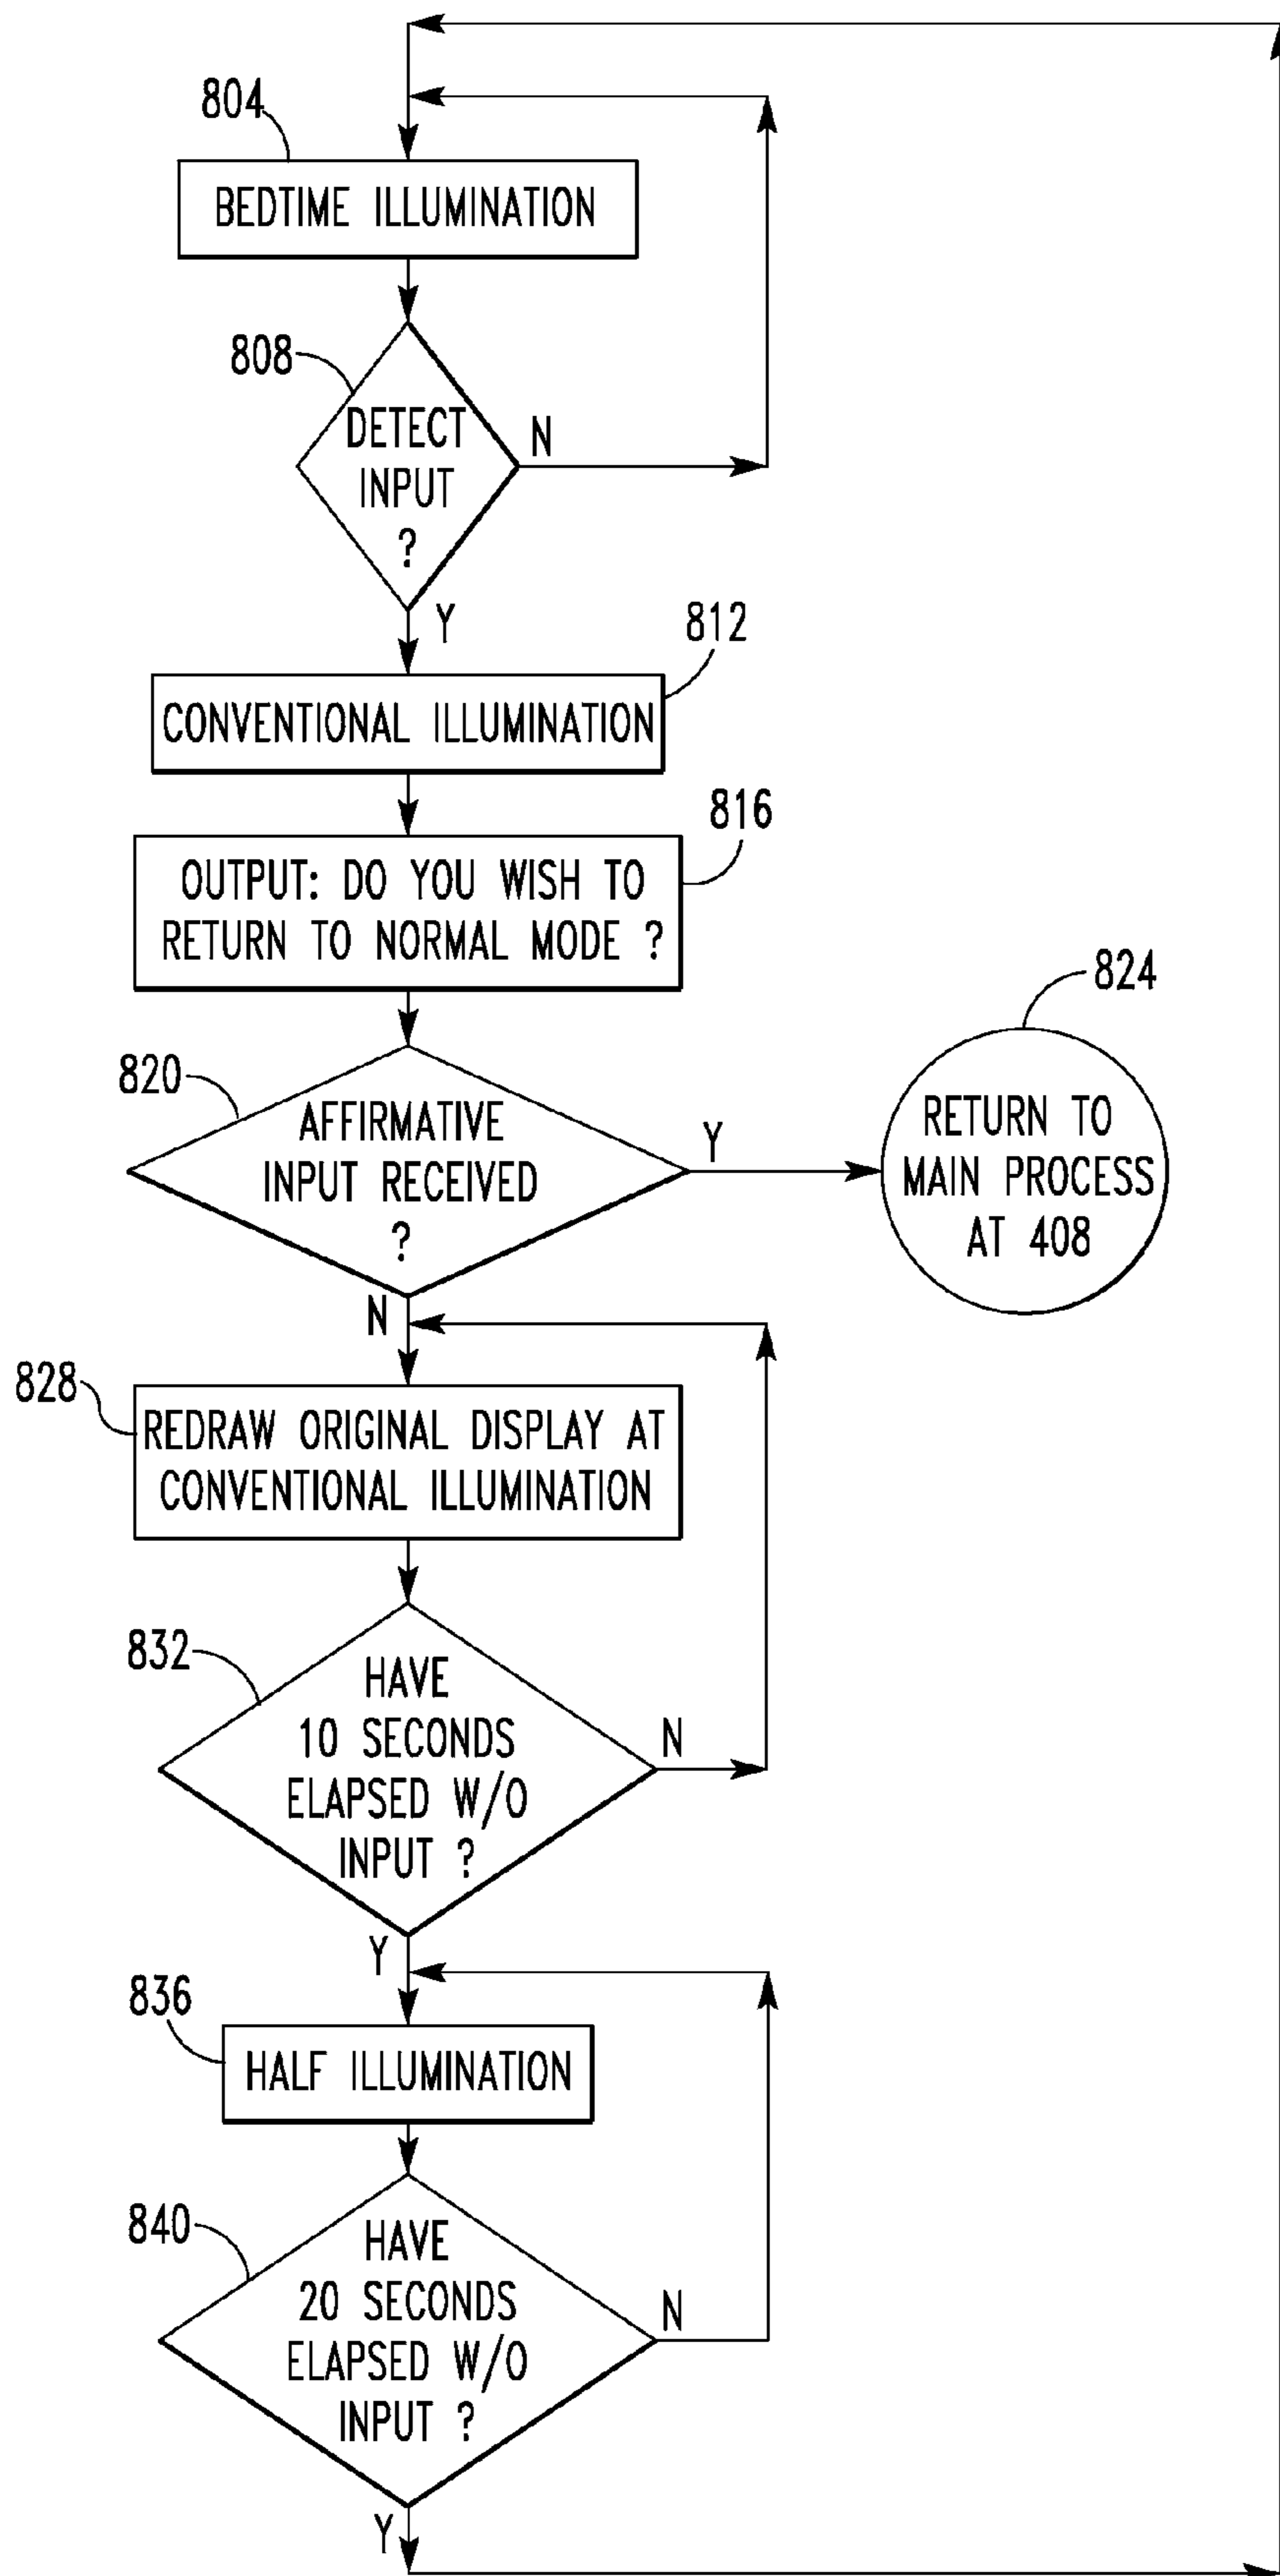 804
BEDTIME ILLUMINATION
808
DETECT
INPUT
?
N
Y
812
CONVENTIONAL ILLUMINATION
816
OUTPUT: DO YOU WISH TO
RETURN TO NORMAL MODE ?
820
AFFIRMATIVE
INPUT RECEIVED
?
Y
824
RETURN TO
MAIN PROCESS
AT 408
N
828
REDRAW ORIGINAL DISPLAY AT
CONVENTIONAL ILLUMINATION
832
HAVE
10 SECONDS
ELAPSED W/O
INPUT ?
N
Y
836
HALF ILLUMINATION
840
HAVE
20 SECONDS
ELAPSED W/O
INPUT ?
N
Y